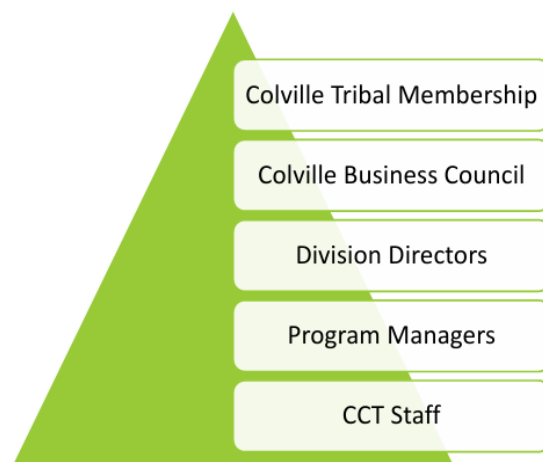 Colville Tribal Membership
Colville Business Council
Division Directors
Program Managers
CCT Staff